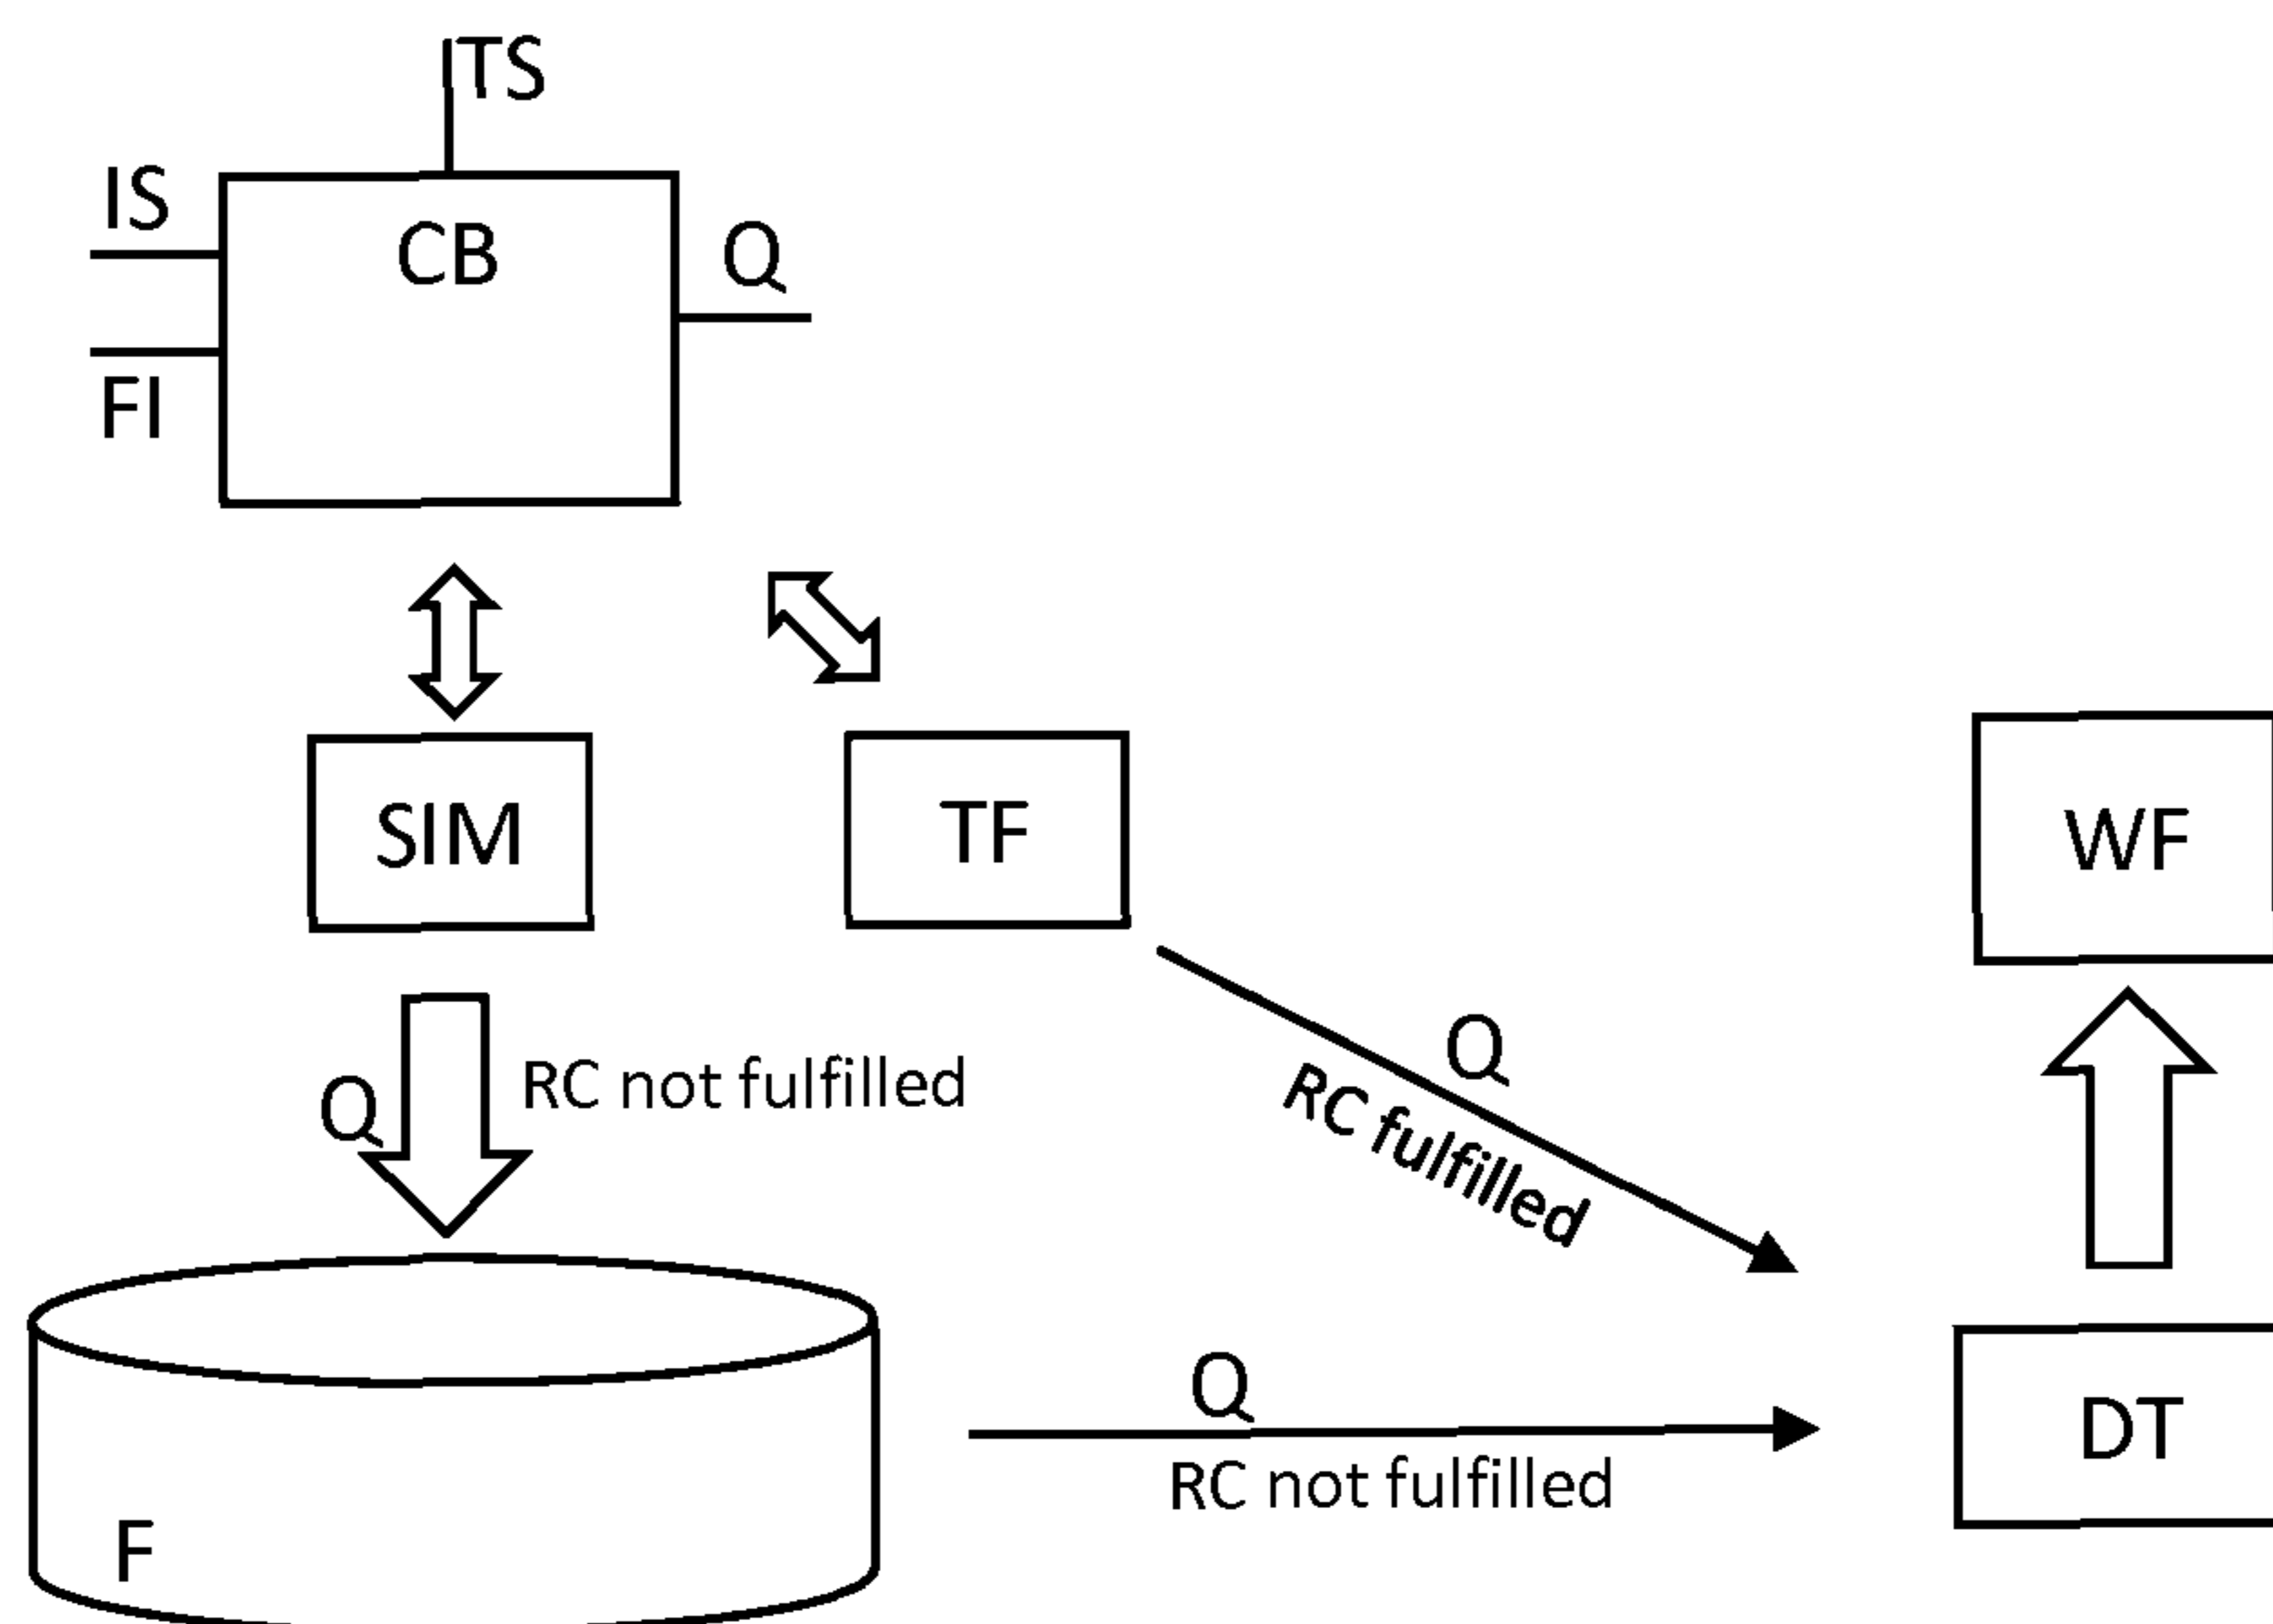 ITS
IS
CB
Q
FI
SIM
TF
WF
Q
RC not fulfilled
Q
RC fulfilled
Q
RC not fulfilled
DT
F